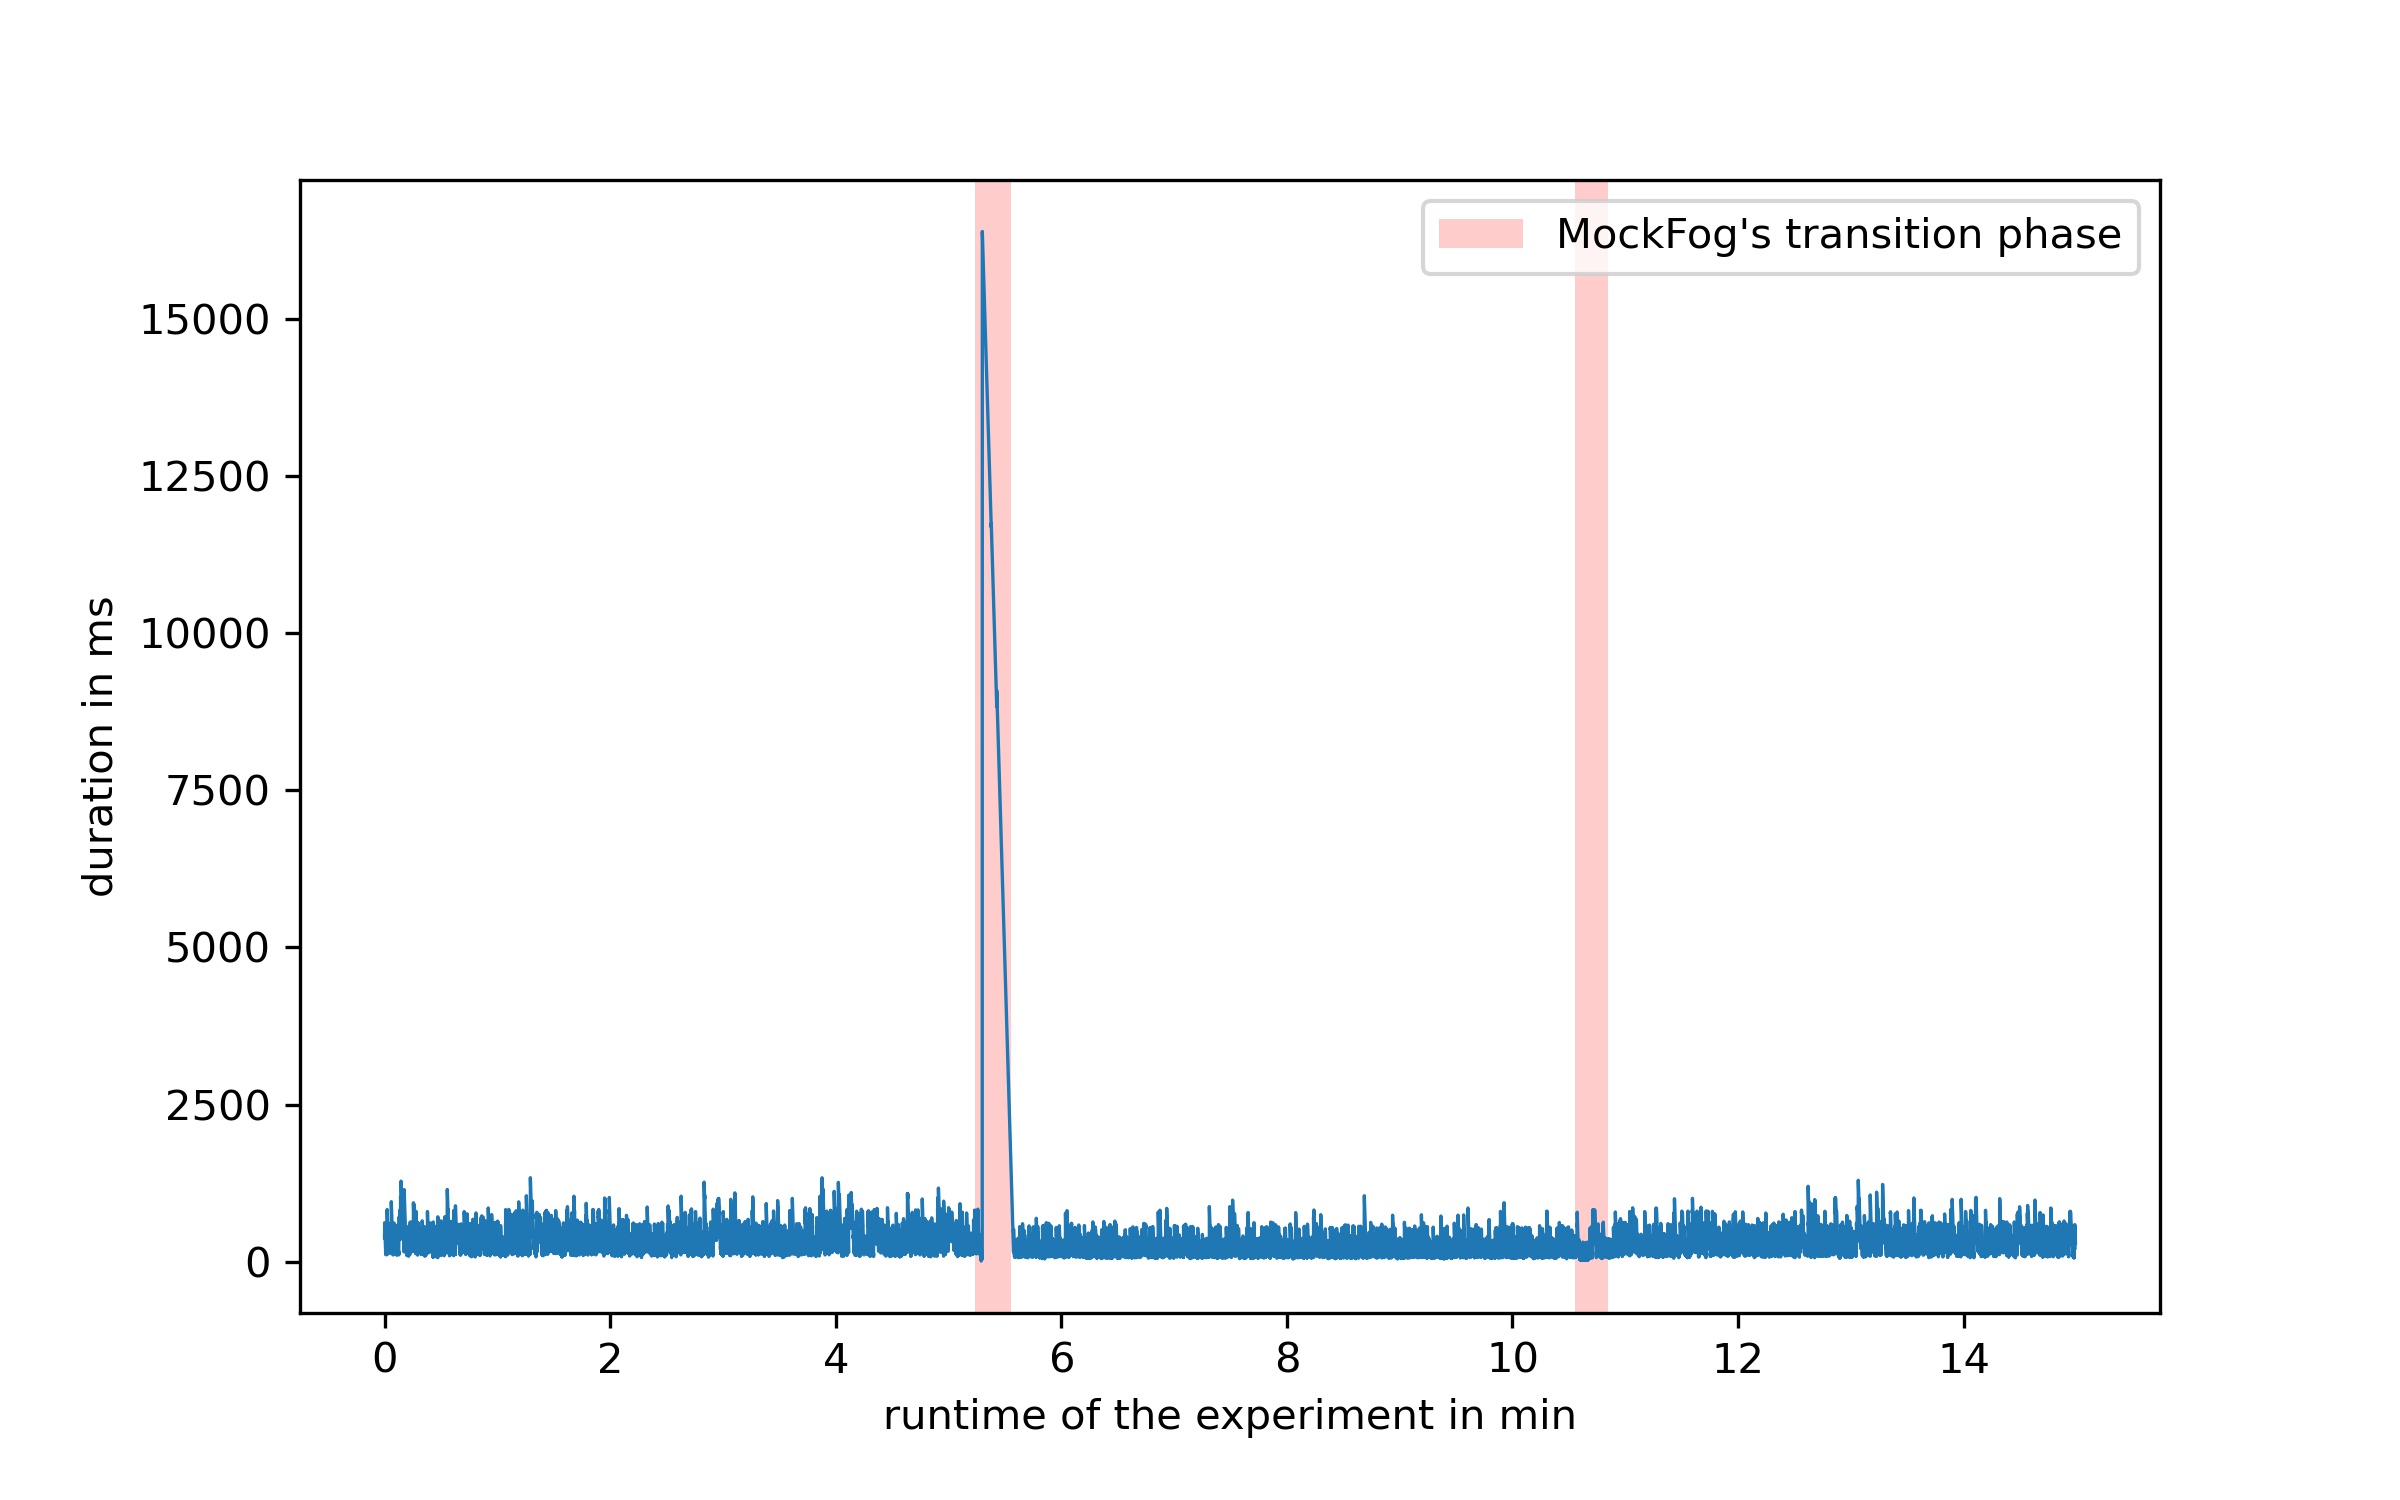 MockFog's transition phase
15000
12500
10000
7500
5000
2500
0
duration in ms
0 2 4 6 8 10 12 14
runtime of the experiment in min